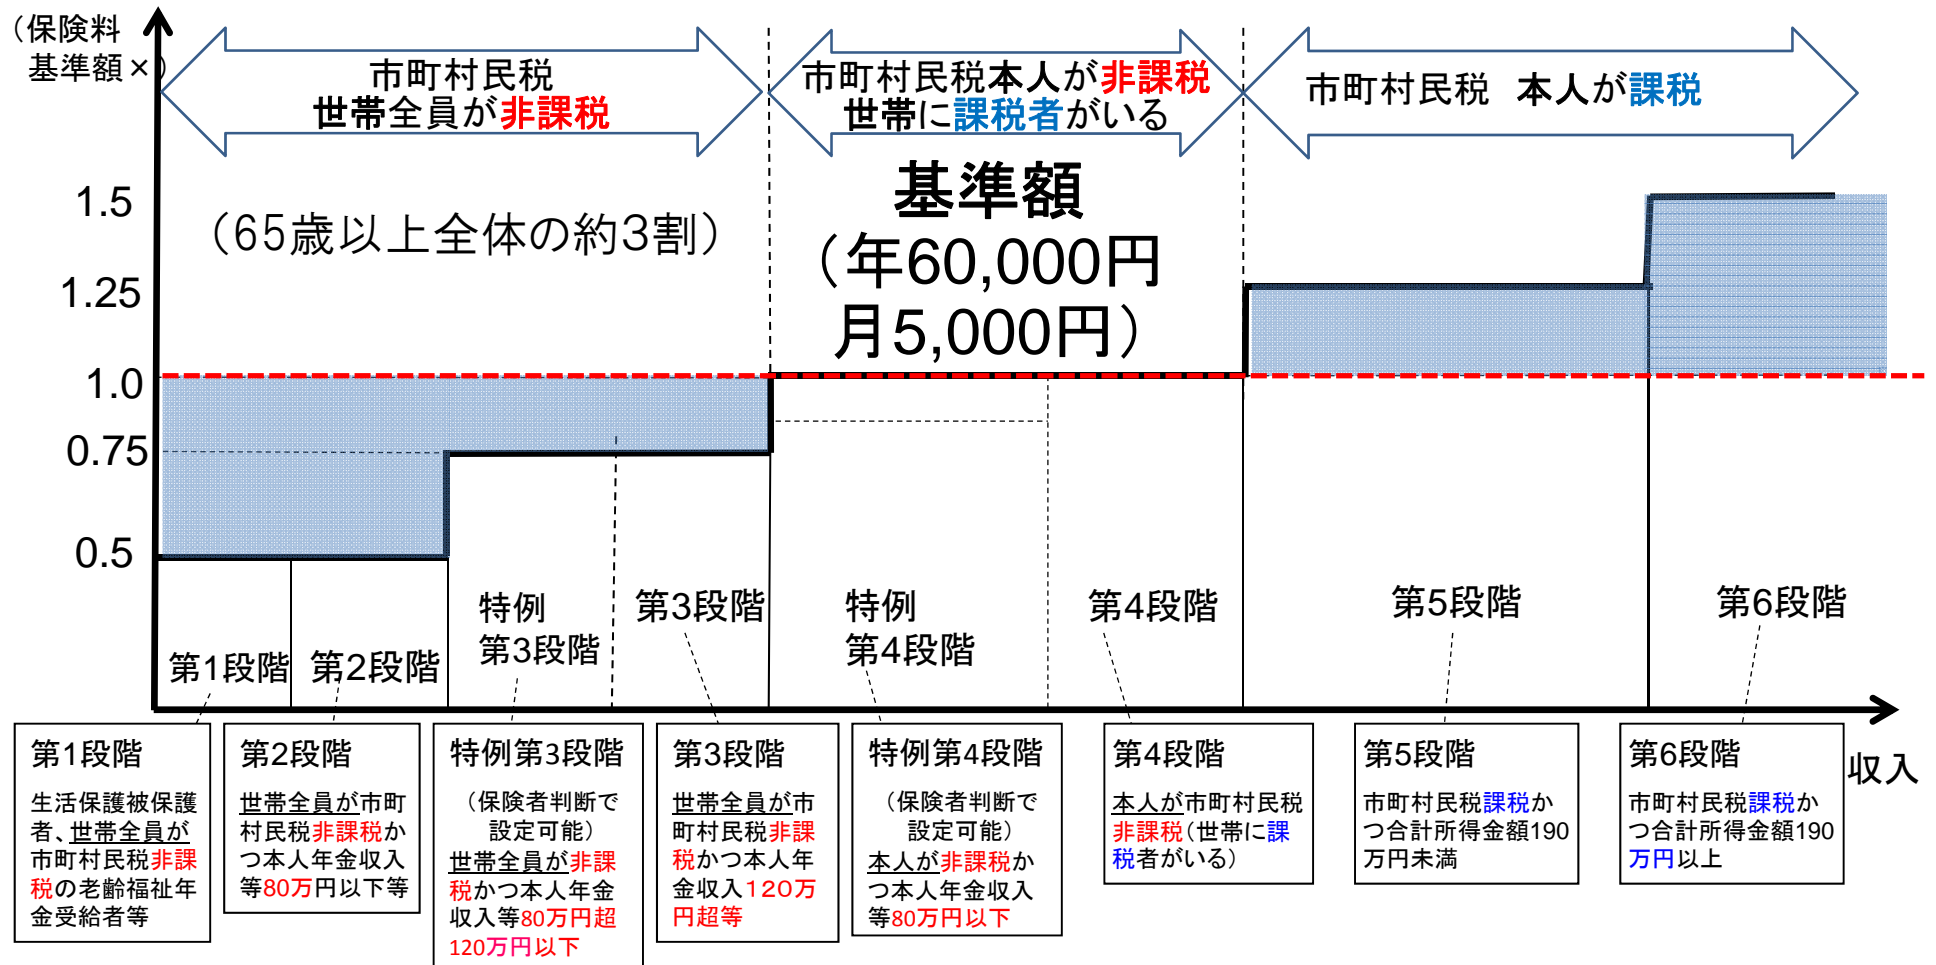 （保険料
基準額×）
市町村民税
世帯全員が非課税
市町村民税本人が非課税
世帯に課税者がいる
市町村民税　本人が課税
1.5
1.25
1.0
0.75
0.5
（65歳以上全体の約3割）
基準額
（年60,000円
月5,000円）
第1段階
第2段階
特例
第3段階
第3段階
特例
第4段階
第4段階
第5段階
第6段階
収入
第1段階
生活保護被保護
者、世帯全員が
市町村民税非課
税の老齢福祉年
金受給者等
第2段階
世帯全員が市町
村民税非課税か
つ本人年金収入
等80万円以下等
特例第3段階
（保険者判断で
設定可能）
世帯全員が非課
税かつ本人年金
収入等80万円超
120万円以下
第3段階
世帯全員が市
町村民税非課
税かつ本人年
金収入１２０万
円超等
特例第4段階
（保険者判断で
設定可能）
本人が非課税か
つ本人年金収入
等80万円以下
第4段階
本人が市町村民税
非課税（世帯に課
税者がいる）
第5段階
市町村民税課税か
つ合計所得金額190
万円未満
第6段階
市町村民税課税か
つ合計所得金額190
万円以上